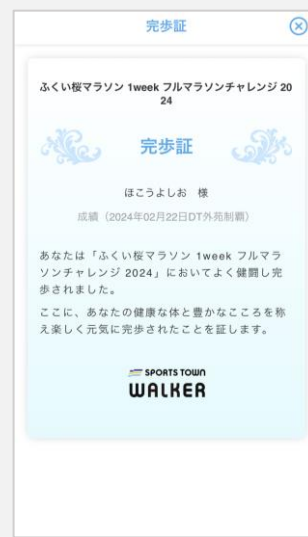 完歩証
ふくい桜マラソン 1week フルマラソンチャレンジ 20
24
完歩証
ほこうよしお 様
成績（2024年02月22日DT外苑制覇）
あなたは「ふくい桜マラソン 1week フルマラ
ソンチャレンジ 2024」においてよく健闘し完
歩されました。
ここに、あなたの健康な体と豊かなこころを称
え楽しく元気に完歩されたことを証します。
SPORTS TOWN
WALKER